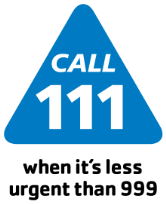 CALL
111
when it's less
urgent than 999